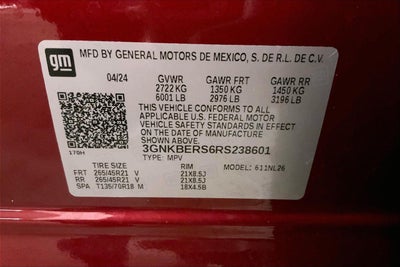 gm
MFD BY GENERAL MOTORS DE MEXICO, S. DE R.L. DE C.V.
04/24 GVWR GAWR FRT GAWR RR
2722 KG 1350 KG 1450 KG
6001 LB 2976 LB 3196 LB
THIS VEHICLE CONFORMS TO ALL
APPLICABLE U.S. FEDERAL MOTOR
VEHICLE SAFETY STANDARDS IN EFFECT ON
THE DATE OF MANUFACTURE SHOWN ABOVE.
3GNKBERS6RS238601
170H TYPE: MPV MODEL: 611NL26
TIRE SIZE RIM
FRT 265/45R21 V 21X8.5J
RR 265/45R21 V 21X8.5J
SPA T135/70R18 M 18X4.5B